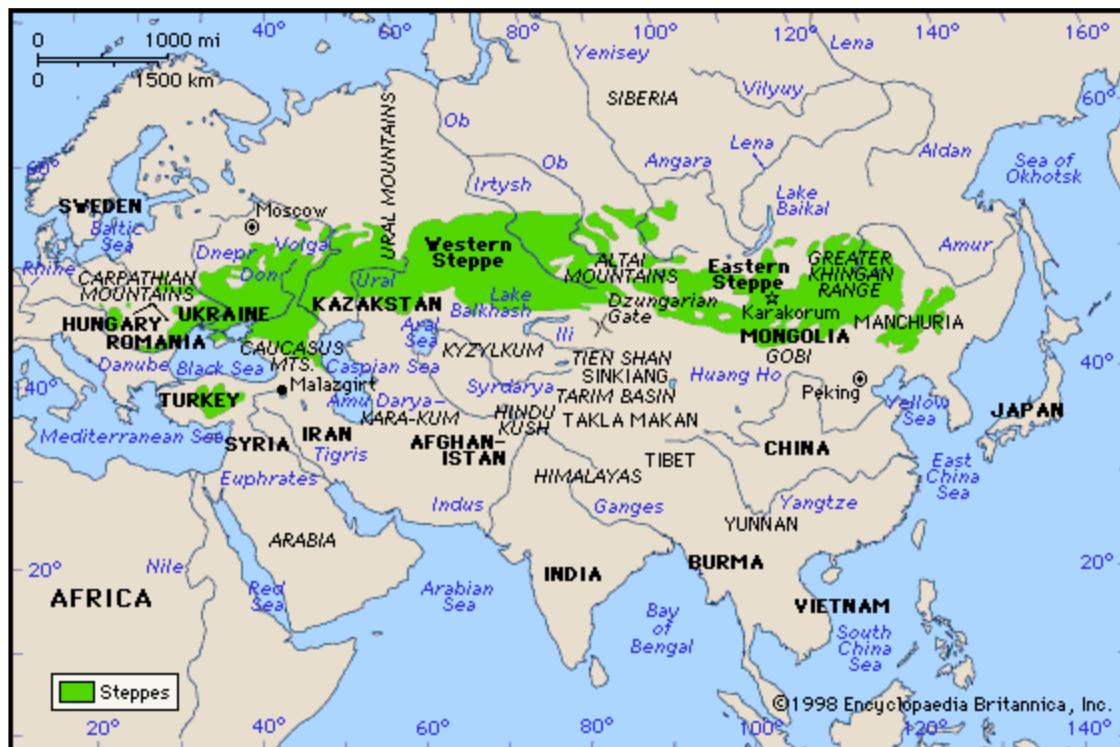 0 1000 mi
0 1500 km
40°
60°
80°
100°
120°
140°
160°
Yenisey
Lena
Vilyuy
SIBERIA
60°
URAL MOUNTAINS
Ob
Ob
Irtysh
Angara
Lena
Aldan
Sea of
Okhotsk
60°
SWEDEN
Baltic
Sea
Moscow
Lake
Baikal
Amur
Rhine
Dnepr
Volga
Don
CARPATHIAN
MOUNTAINS
Western
Steppe
Ural
ALTAI
MOUNTAINS
Eastern
Steppe
GREATER
KHINGAN
RANGE
HUNGARY
UKRAINE
ROMANIA
KAZAKSTAN
Lake
Balkhash
Dzungarian
Gate
Karakorum
MONGOLIA
MANCHURIA
Danube
Black Sea
CAUCASUS
MTS.
Caspian Sea
Aral
Sea
Ili
KYZYLKUM
TIEN SHAN
SINKIANG
GOBI
Huang Ho
40°
40°
TURKEY
Malazgirt
Syrdarya
Amu Darya
KARA-KUM
TARIM BASIN
TAKLA MAKAN
Peking
Yellow
Sea
JAPAN
Mediterranean Sea
SYRIA
IRAN
Tigris
Euphrates
HINDU
KUSH
AFGHAN-
ISTAN
TIBET
CHINA
HIMALAYAS
East
China
Sea
Indus
Ganges
Yangtze
YUNNAN
ARABIA
Nile
20°
Red
Sea
Arabian
Sea
INDIA
BURMA
20°
AFRICA
Bay
of
Bengal
VIETNAM
South
China
Sea
Steppes
©1998 Encyclopaedia Britannica, Inc.
20°
40°
60°
80°
100°
120°
140°